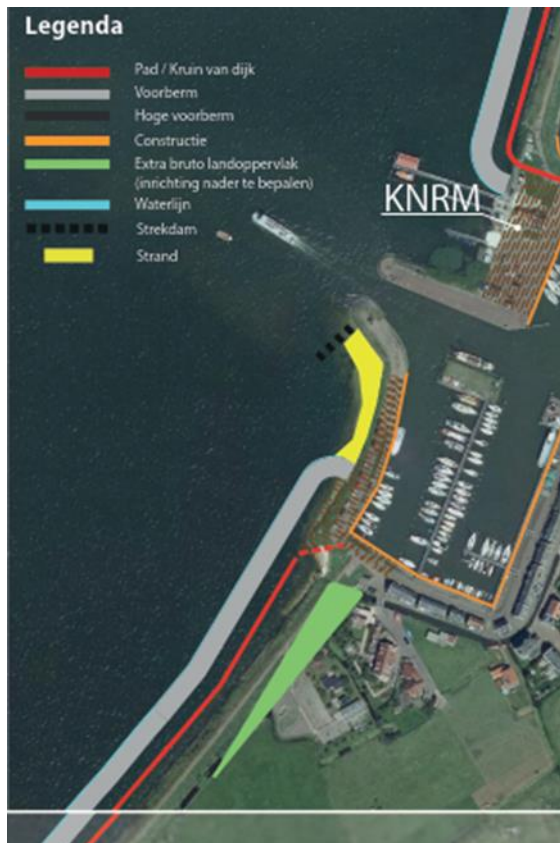 Legenda
Pad / Kruin van dijk
Voorberm
Hoge voorberm
Constructie
Extra bruto landoppervlak
(inrichting nader te bepalen)
Waterlijn
Strekdam
Strand
KNRM